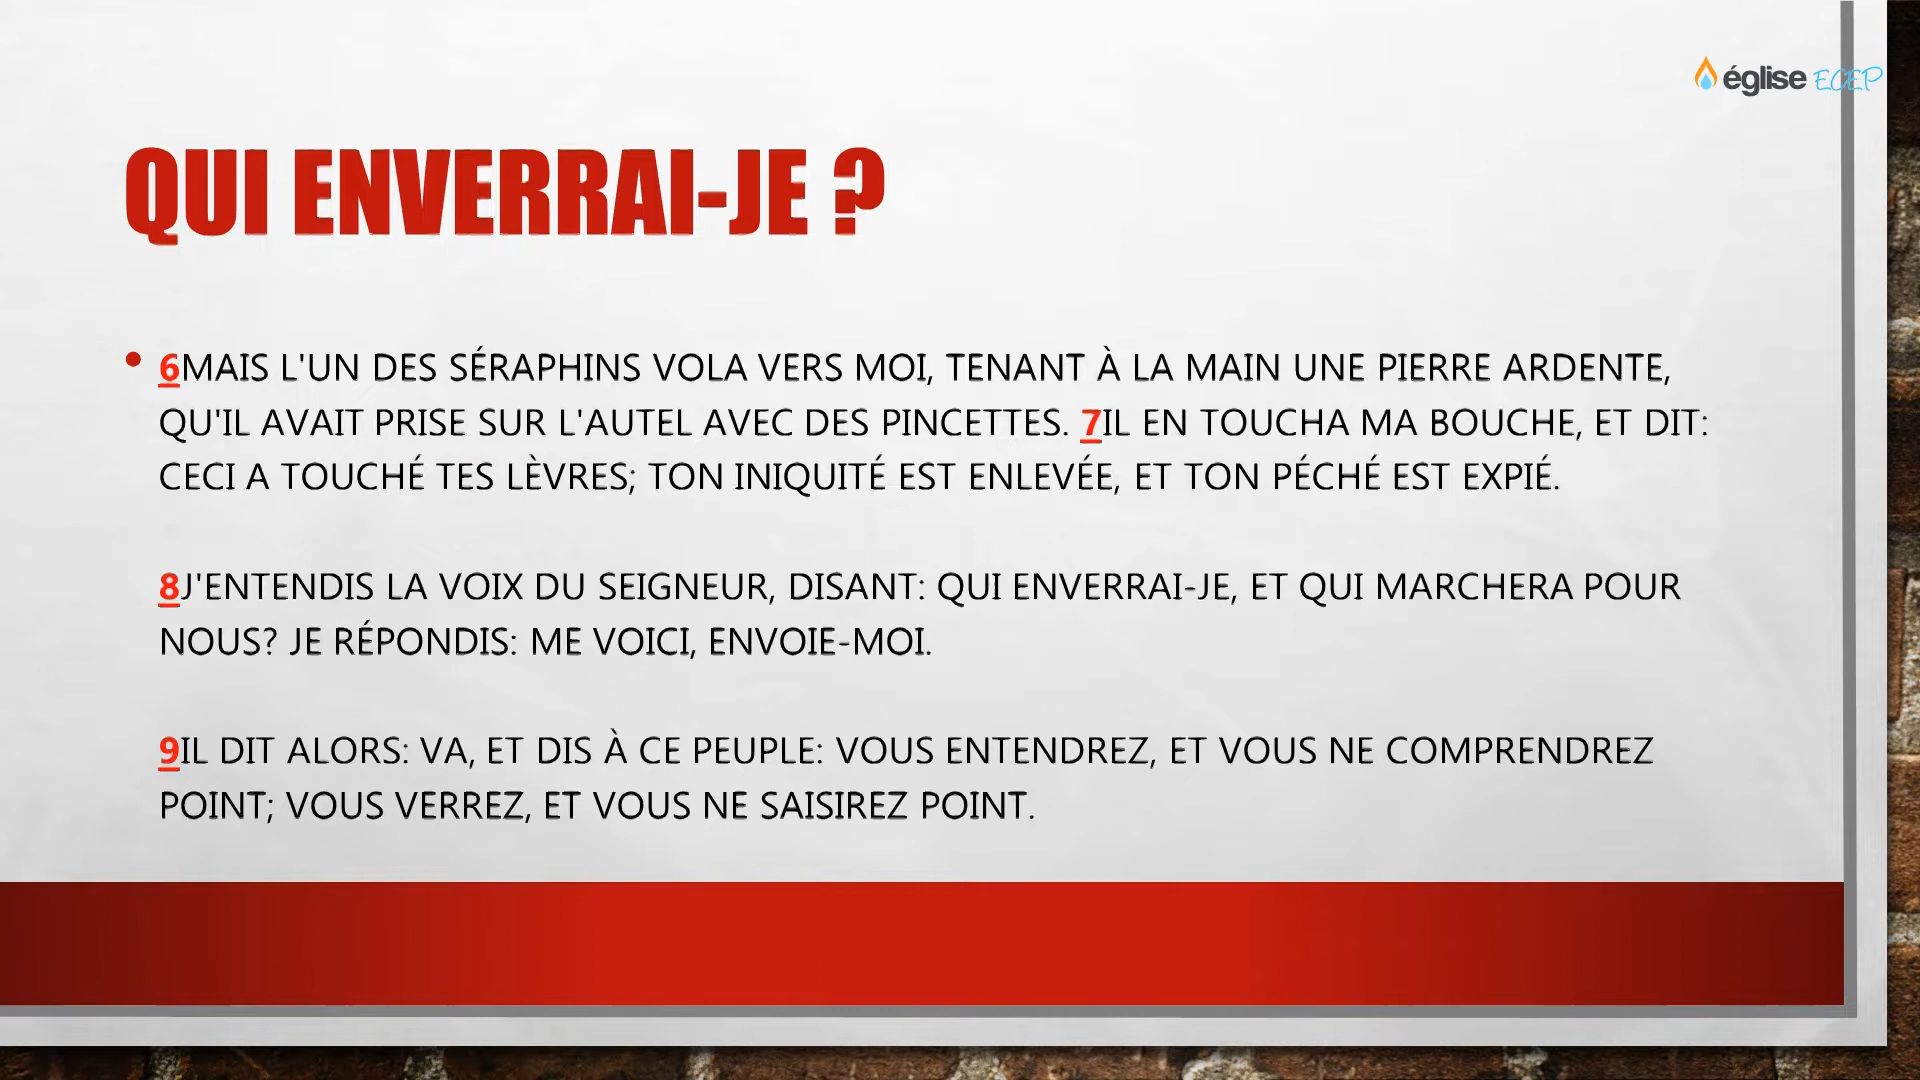 église ECEP
QUI ENVERRAI-JE ?
• 6MAIS L'UN DES SÉRAPHINS VOLA VERS MOI, TENANT À LA MAIN UNE PIERRE ARDENTE,
QU'IL AVAIT PRISE SUR L'AUTEL AVEC DES PINCETTES. 7IL EN TOUCHA MA BOUCHE, ET DIT:
CECI A TOUCHÉ TES LÈVRES; TON INIQUITÉ EST ENLEVÉE, ET TON PÉCHÉ EST EXPIÉ.
8J'ENTENDIS LA VOIX DU SEIGNEUR, DISANT: QUI ENVERRAI-JE, ET QUI MARCHERA POUR
NOUS? JE RÉPONDIS: ME VOICI, ENVOIE-MOI.
9IL DIT ALORS: VA, ET DIS À CE PEUPLE: VOUS ENTENDREZ, ET VOUS NE COMPRENDREZ
POINT; VOUS VERREZ, ET VOUS NE SAISIREZ POINT.